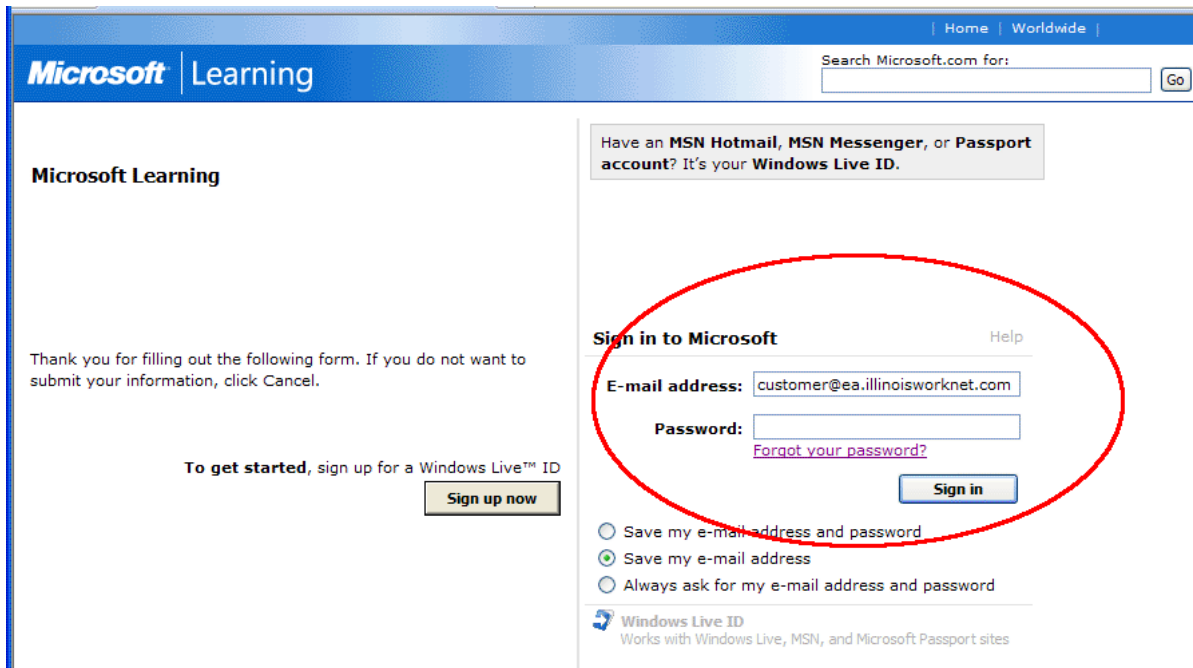 | Home | Worldwide |
Microsoft Learning
Search Microsoft.com for:
Go
Have an MSN Hotmail, MSN Messenger, or Passport
account? It's your Windows Live ID.
Microsoft Learning
Thank you for filling out the following form. If you do not want to
submit your information, click Cancel.
To get started, sign up for a Windows Live™ ID
Sign up now
Sign in to Microsoft Help
E-mail address: customer@ea.illinoisworknet.com
Password:
Forgot your password?
Sign in
Save my e-mail address and password
Save my e-mail address
Always ask for my e-mail address and password
Windows Live ID
Works with Windows Live, MSN, and Microsoft Passport sites